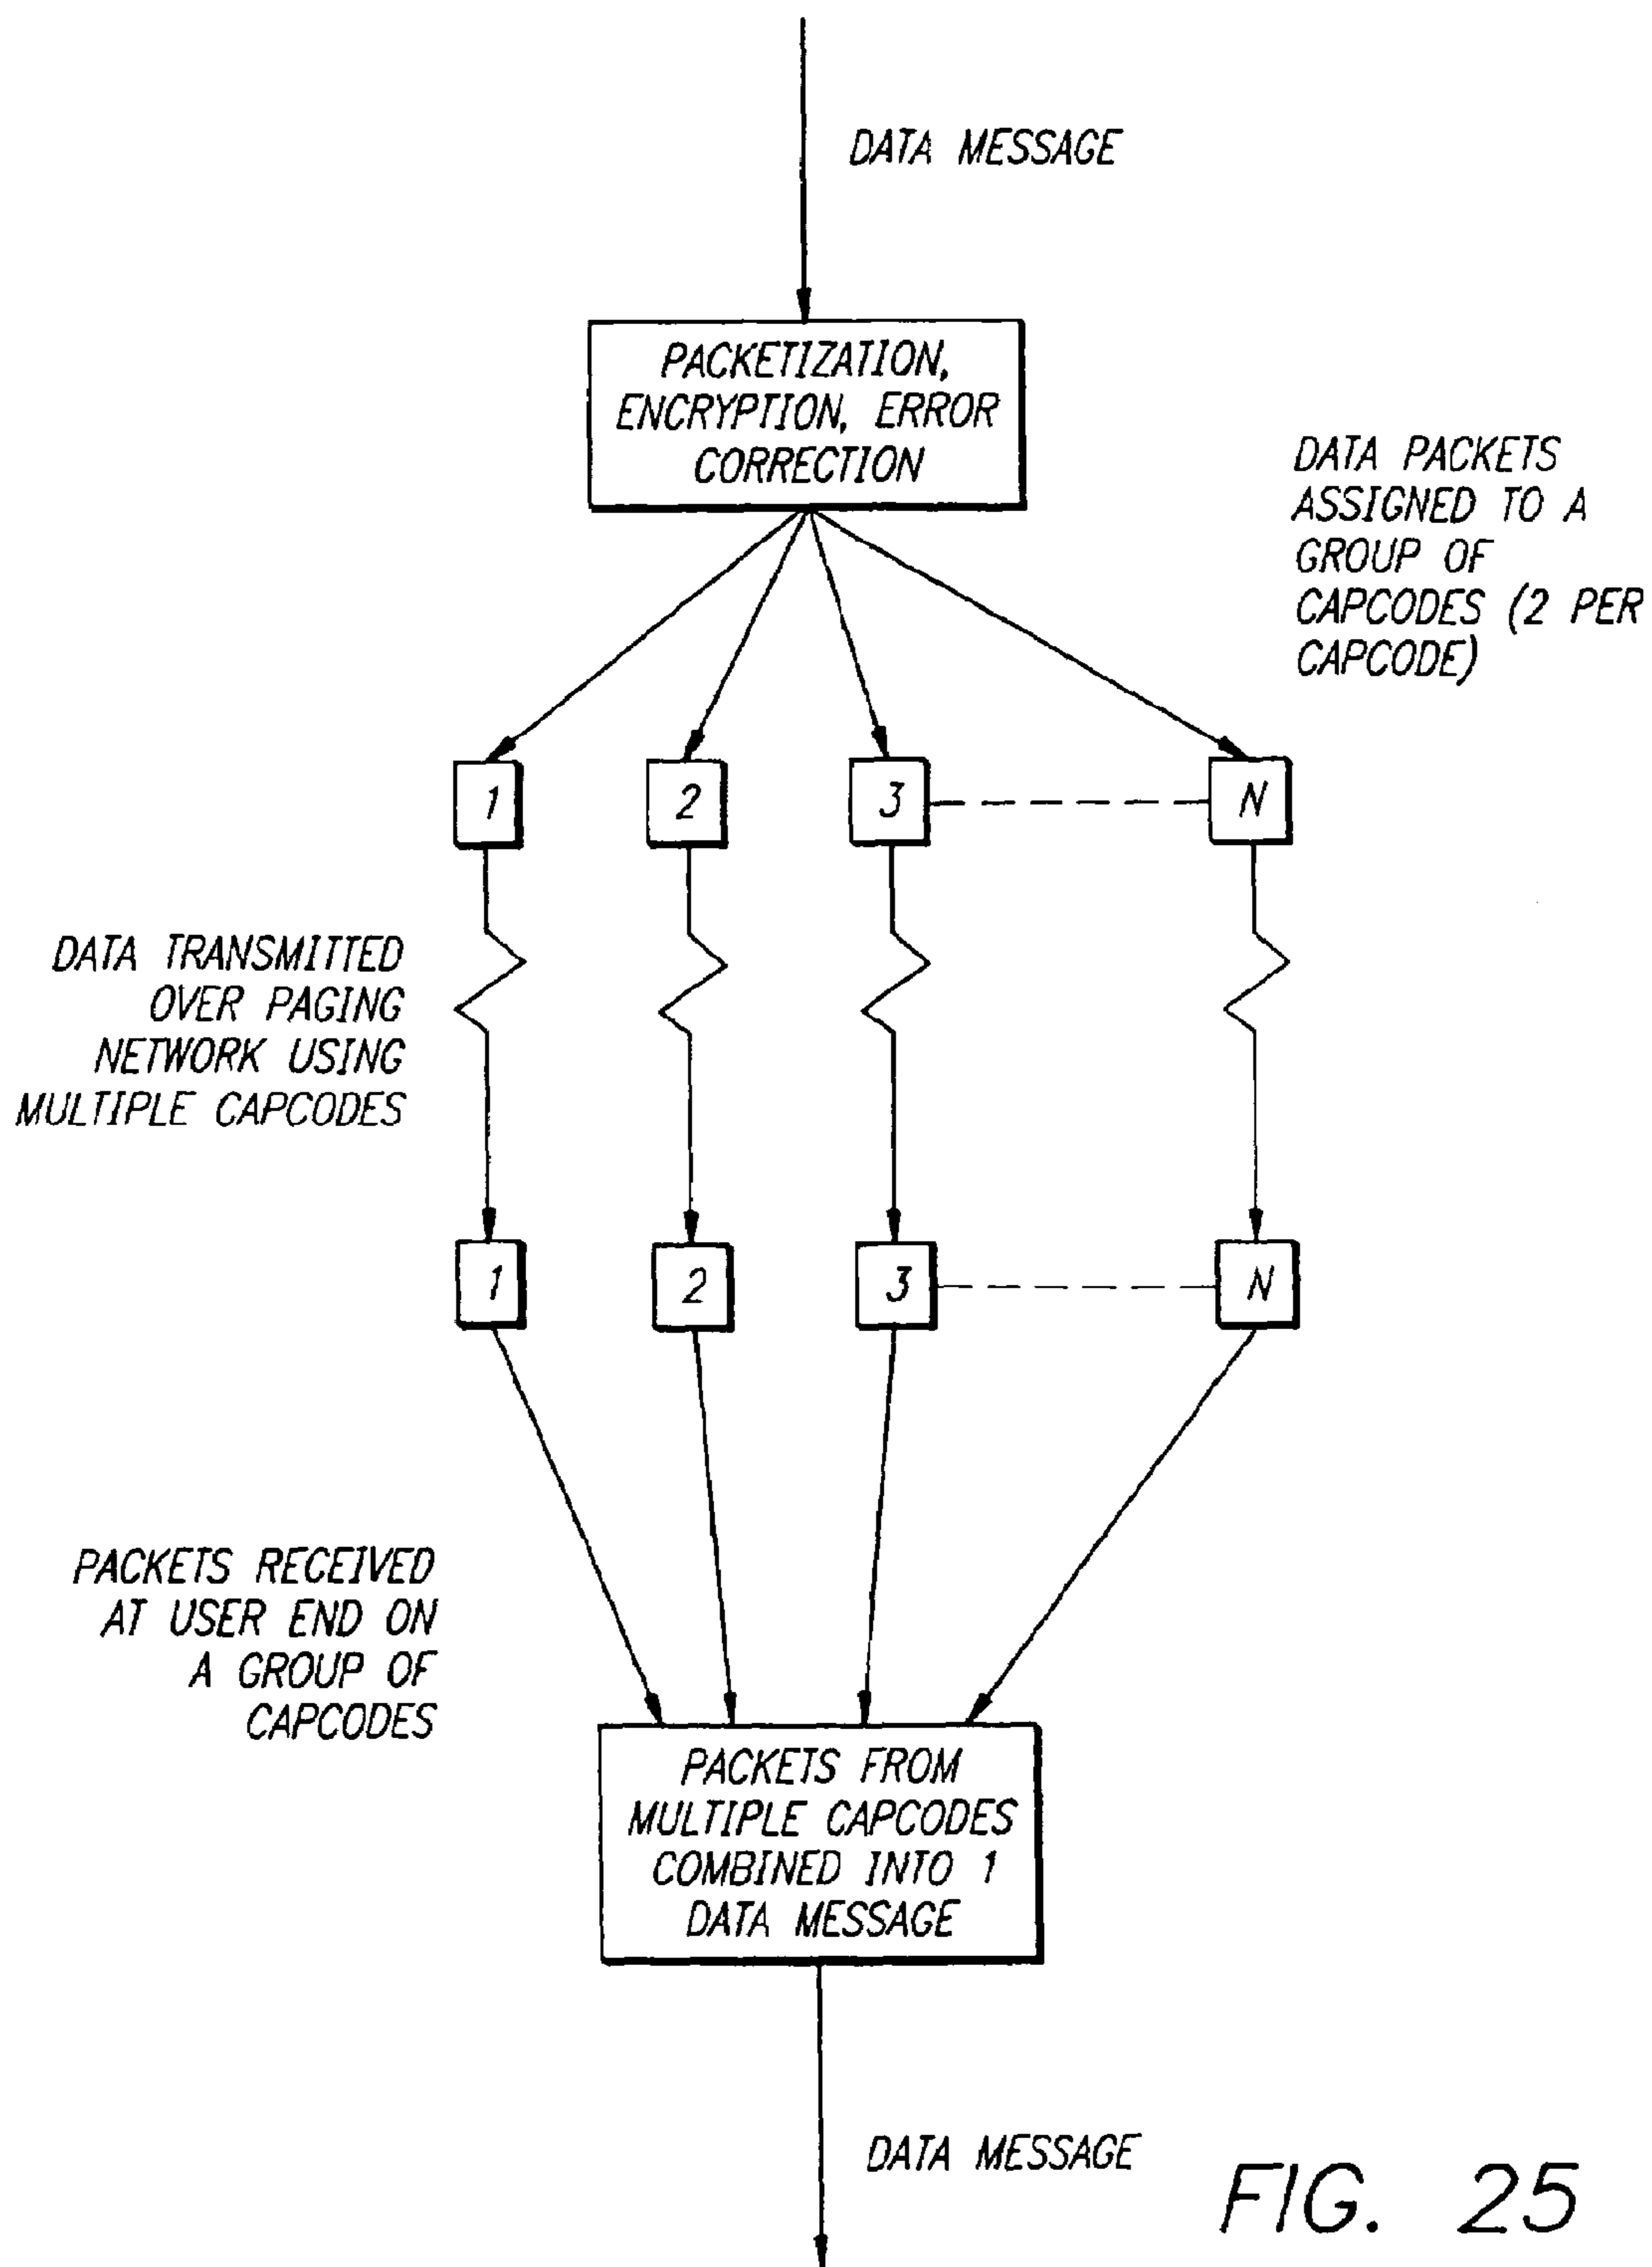 DATA MESSAGE
PACKETIZATION,
ENCRYPTION, ERROR
CORRECTION
DATA PACKETS
ASSIGNED TO A
GROUP OF
CAPCODES (2 PER
CAPCODE)
1 2 3 N
DATA TRANSMITTED
OVER PAGING
NETWORK USING
MULTIPLE CAPCODES
1 2 3 N
PACKETS RECEIVED
AT USER END ON
A GROUP OF
CAPCODES
PACKETS FROM
MULTIPLE CAPCODES
COMBINED INTO 1
DATA MESSAGE
DATA MESSAGE
FIG. 25